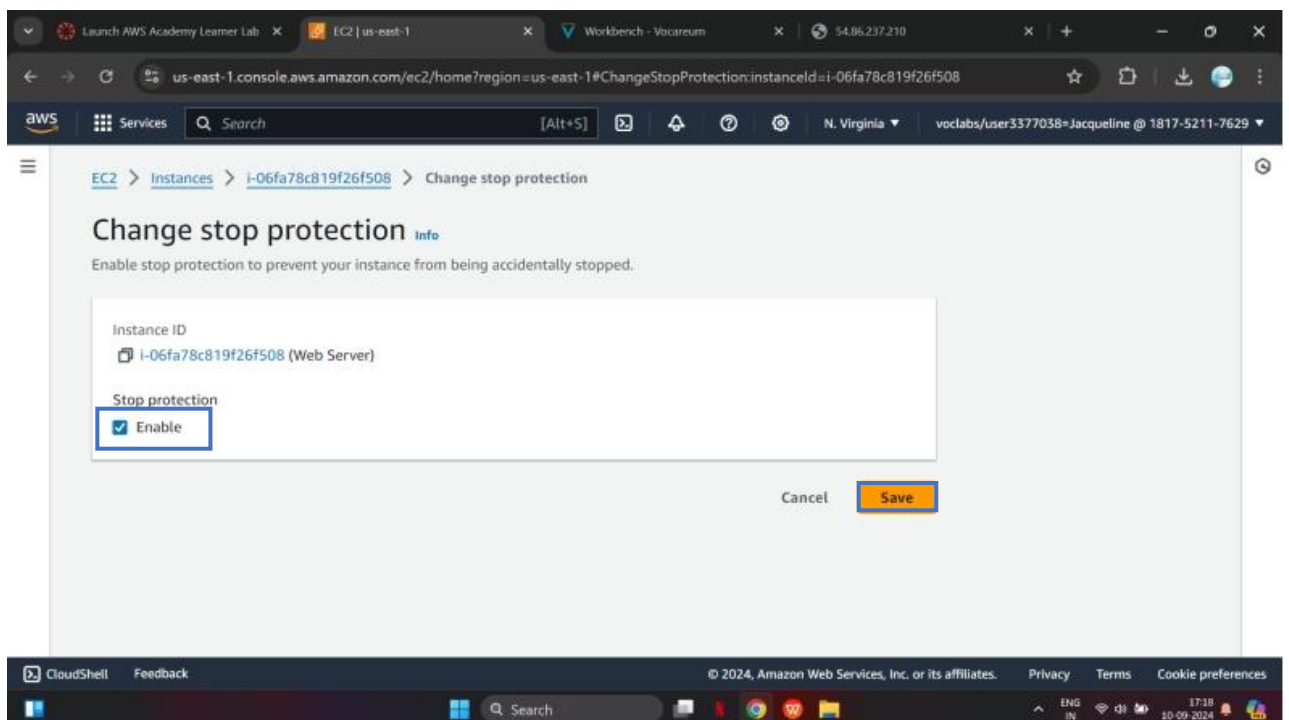 Launch AWS Academy Learner Lab
EC2 | us-east-1
Workbench - Vocareum
54.86.237.210
us-east-1.console.aws.amazon.com/ec2/home?region=us-east-1#ChangeStopProtection:instanceId=i-06fa78c819f26f508
aws
Services
Search
[Alt+S]
N. Virginia
voclabs/user3377038=Jacqueline @ 1817-5211-7629
EC2 > Instances > i-06fa78c819f26f508 > Change stop protection
Change stop protection Info
Enable stop protection to prevent your instance from being accidentally stopped.
Instance ID
i-06fa78c819f26f508 (Web Server)
Stop protection
Enable
Cancel
Save
CloudShell
Feedback
© 2024, Amazon Web Services, Inc. or its affiliates.
Privacy
Terms
Cookie preferences
Search
ENG
IN
17:18
10-09-2024